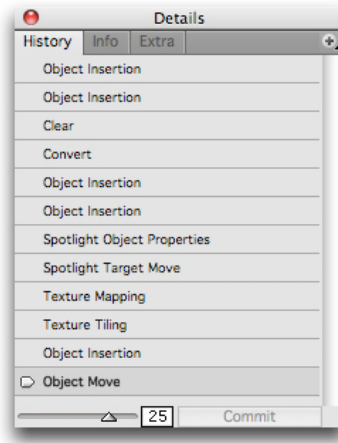 Details
History Info Extra
Object Insertion
Object Insertion
Clear
Convert
Object Insertion
Object Insertion
Spotlight Object Properties
Spotlight Target Move
Texture Mapping
Texture Tiling
Object Insertion
Object Move
25 Commit